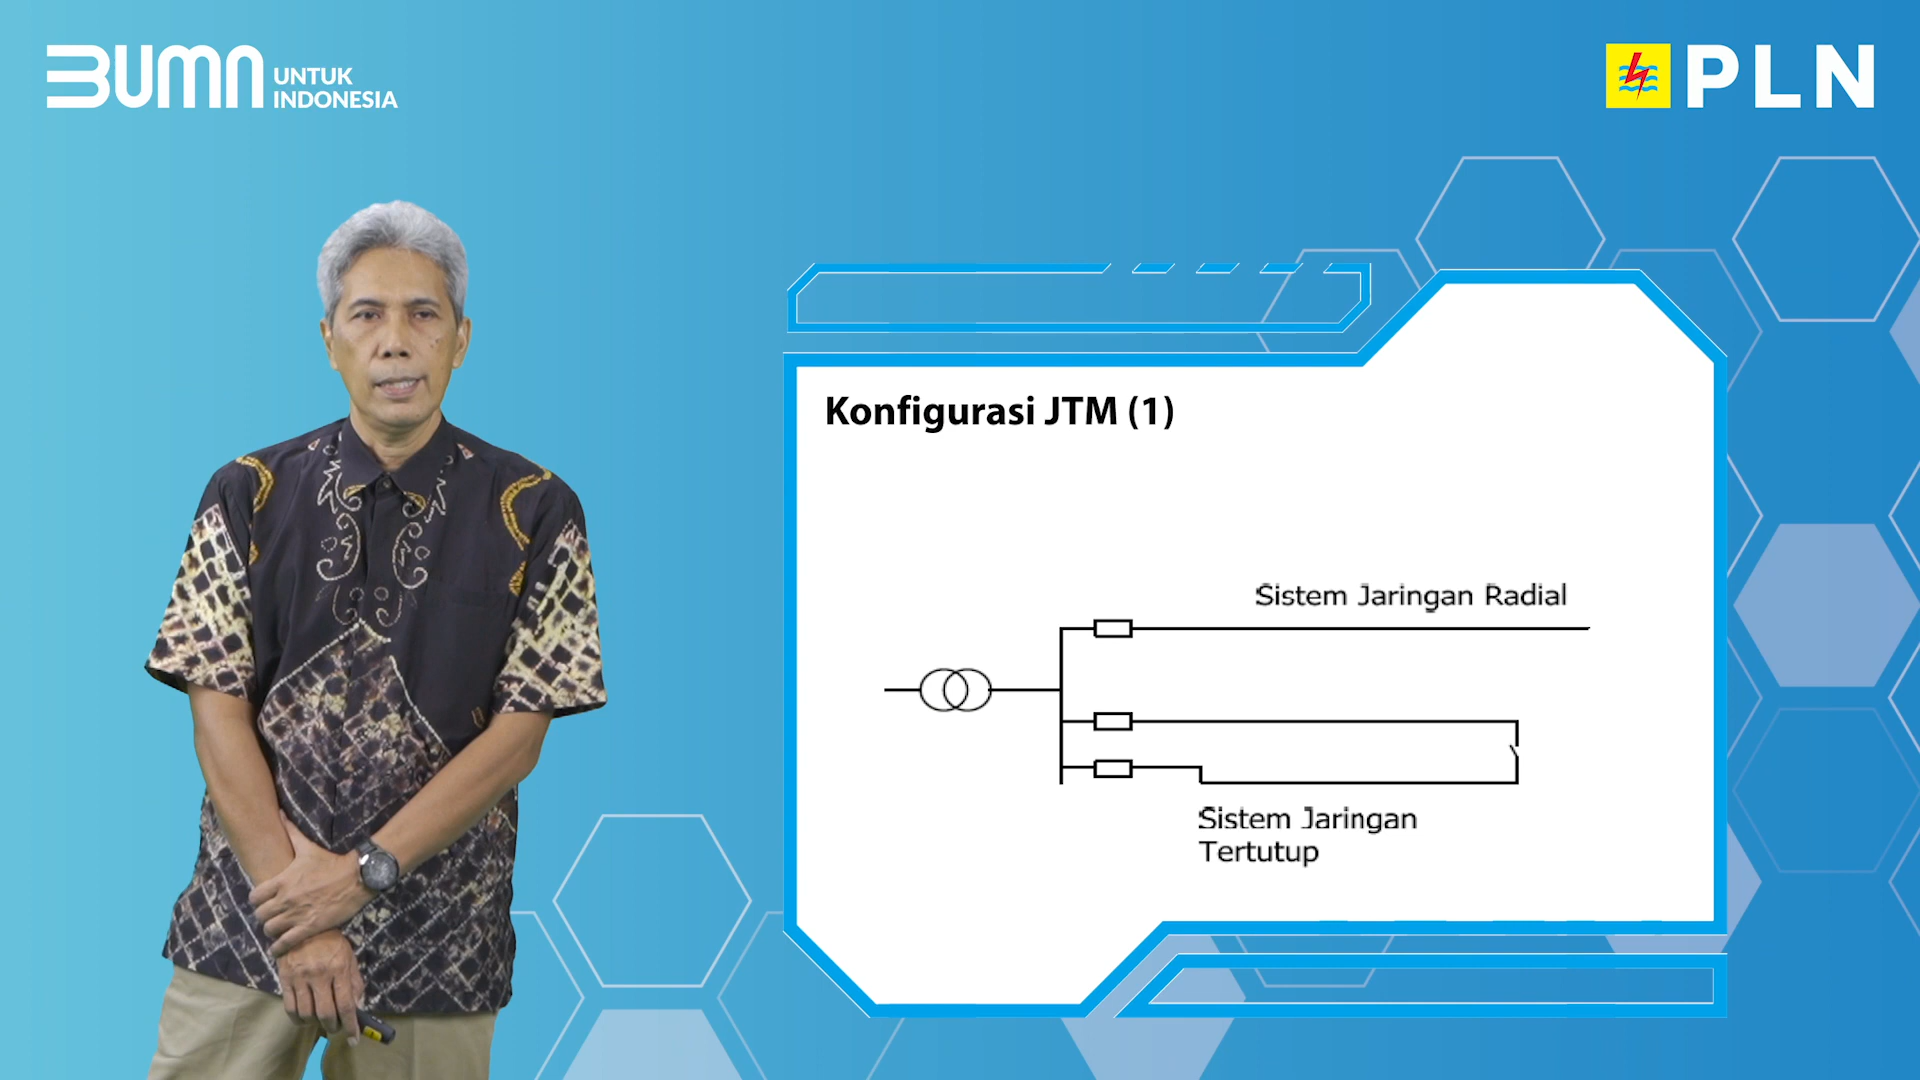 BUMN UNTUK
INDONESIA
PLN
Konfigurasi JTM (1)
Sistem Jaringan Radial
Sistem Jaringan
Tertutup